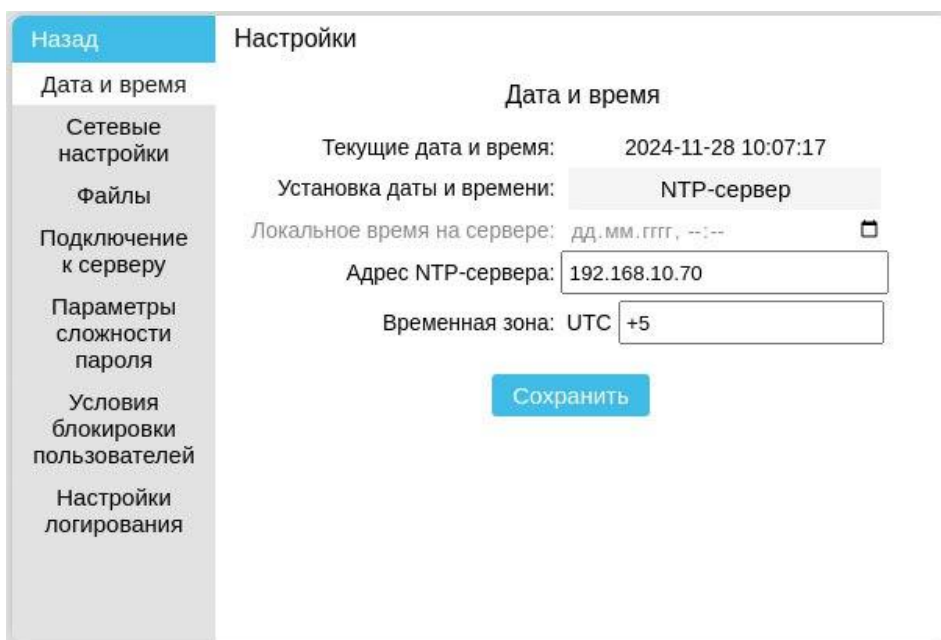 Назад
Дата и время
Сетевые
настройки
Файлы
Подключение
к серверу
Параметры
сложности
пароля
Условия
блокировки
пользователей
Настройки
логирования
Настройки
Дата и время
Текущие дата и время: 2024-11-28 10:07:17
Установка даты и времени: NTP-сервер
Локальное время на сервере: дд.мм.гггг, --:--
Адрес NTP-сервера: 192.168.10.70
Временная зона: UTC +5
Сохранить